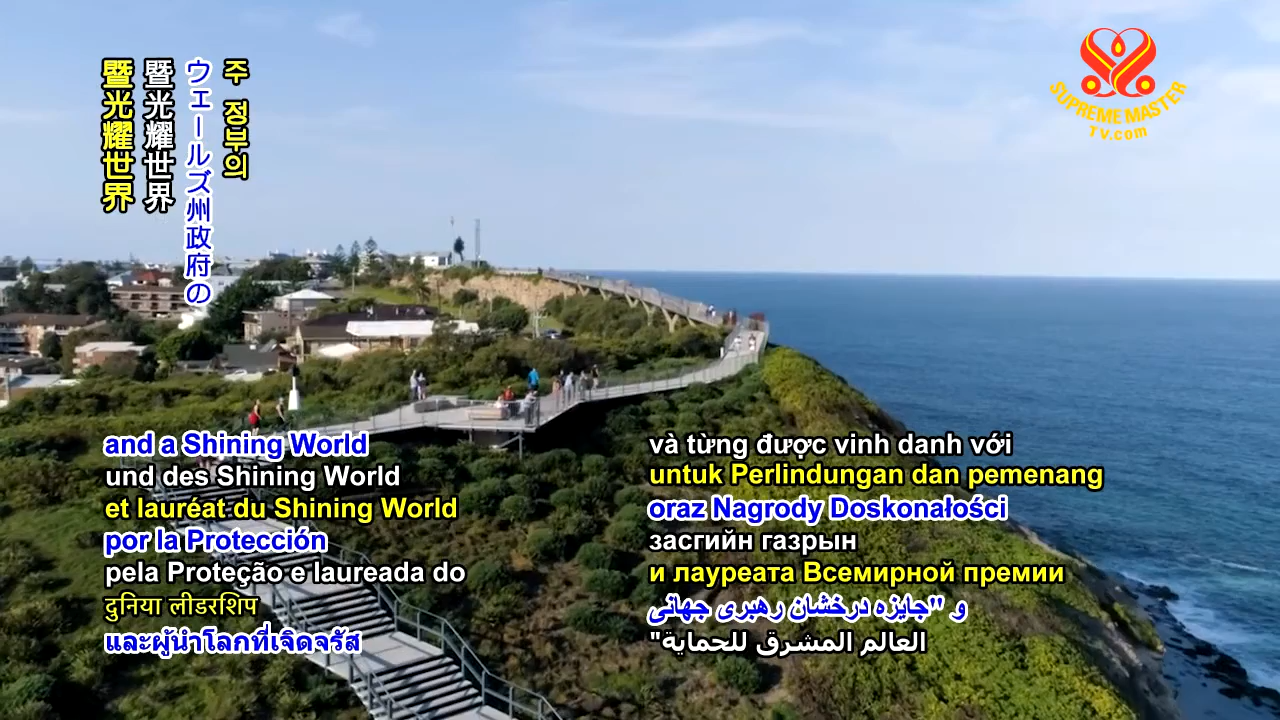 暨光耀世界
暨光耀世界
ウェールズ州政府の
주 정부의
SUPREME MASTER
TV.com
and a Shining World
und des Shining World
et lauréat du Shining World
por la Protección
pela Proteção e laureada do
दुनिया लीडरशिप
และผู้นำโลกที่เจิดจรัส
và từng được vinh danh với
untuk Perlindungan dan pemenang
oraz Nagrody Doskonałości
засгийн газрын
и лауреата Всемирной премии
و "جایزه درخشان رهبری جهانی
العالم المشرق للحماية"